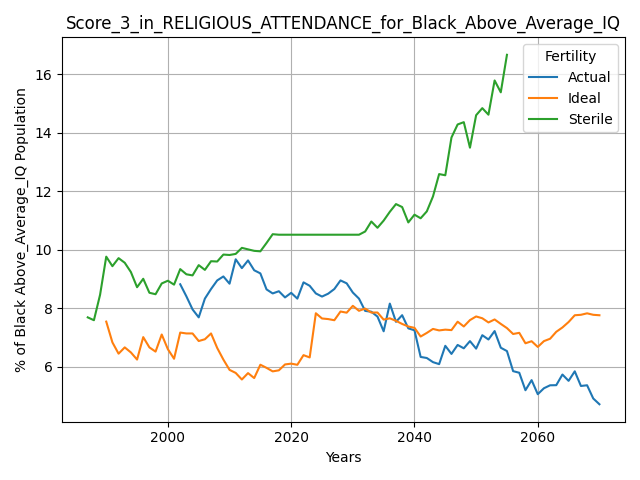 Score_3_in_RELIGIOUS_ATTENDANCE_for_Black_Above_Average_IQ
% of Black Above_Average_IQ Population
16
14
12
10
8
6
Fertility
Actual
Ideal
Sterile
2000
2020
2040
2060
Years